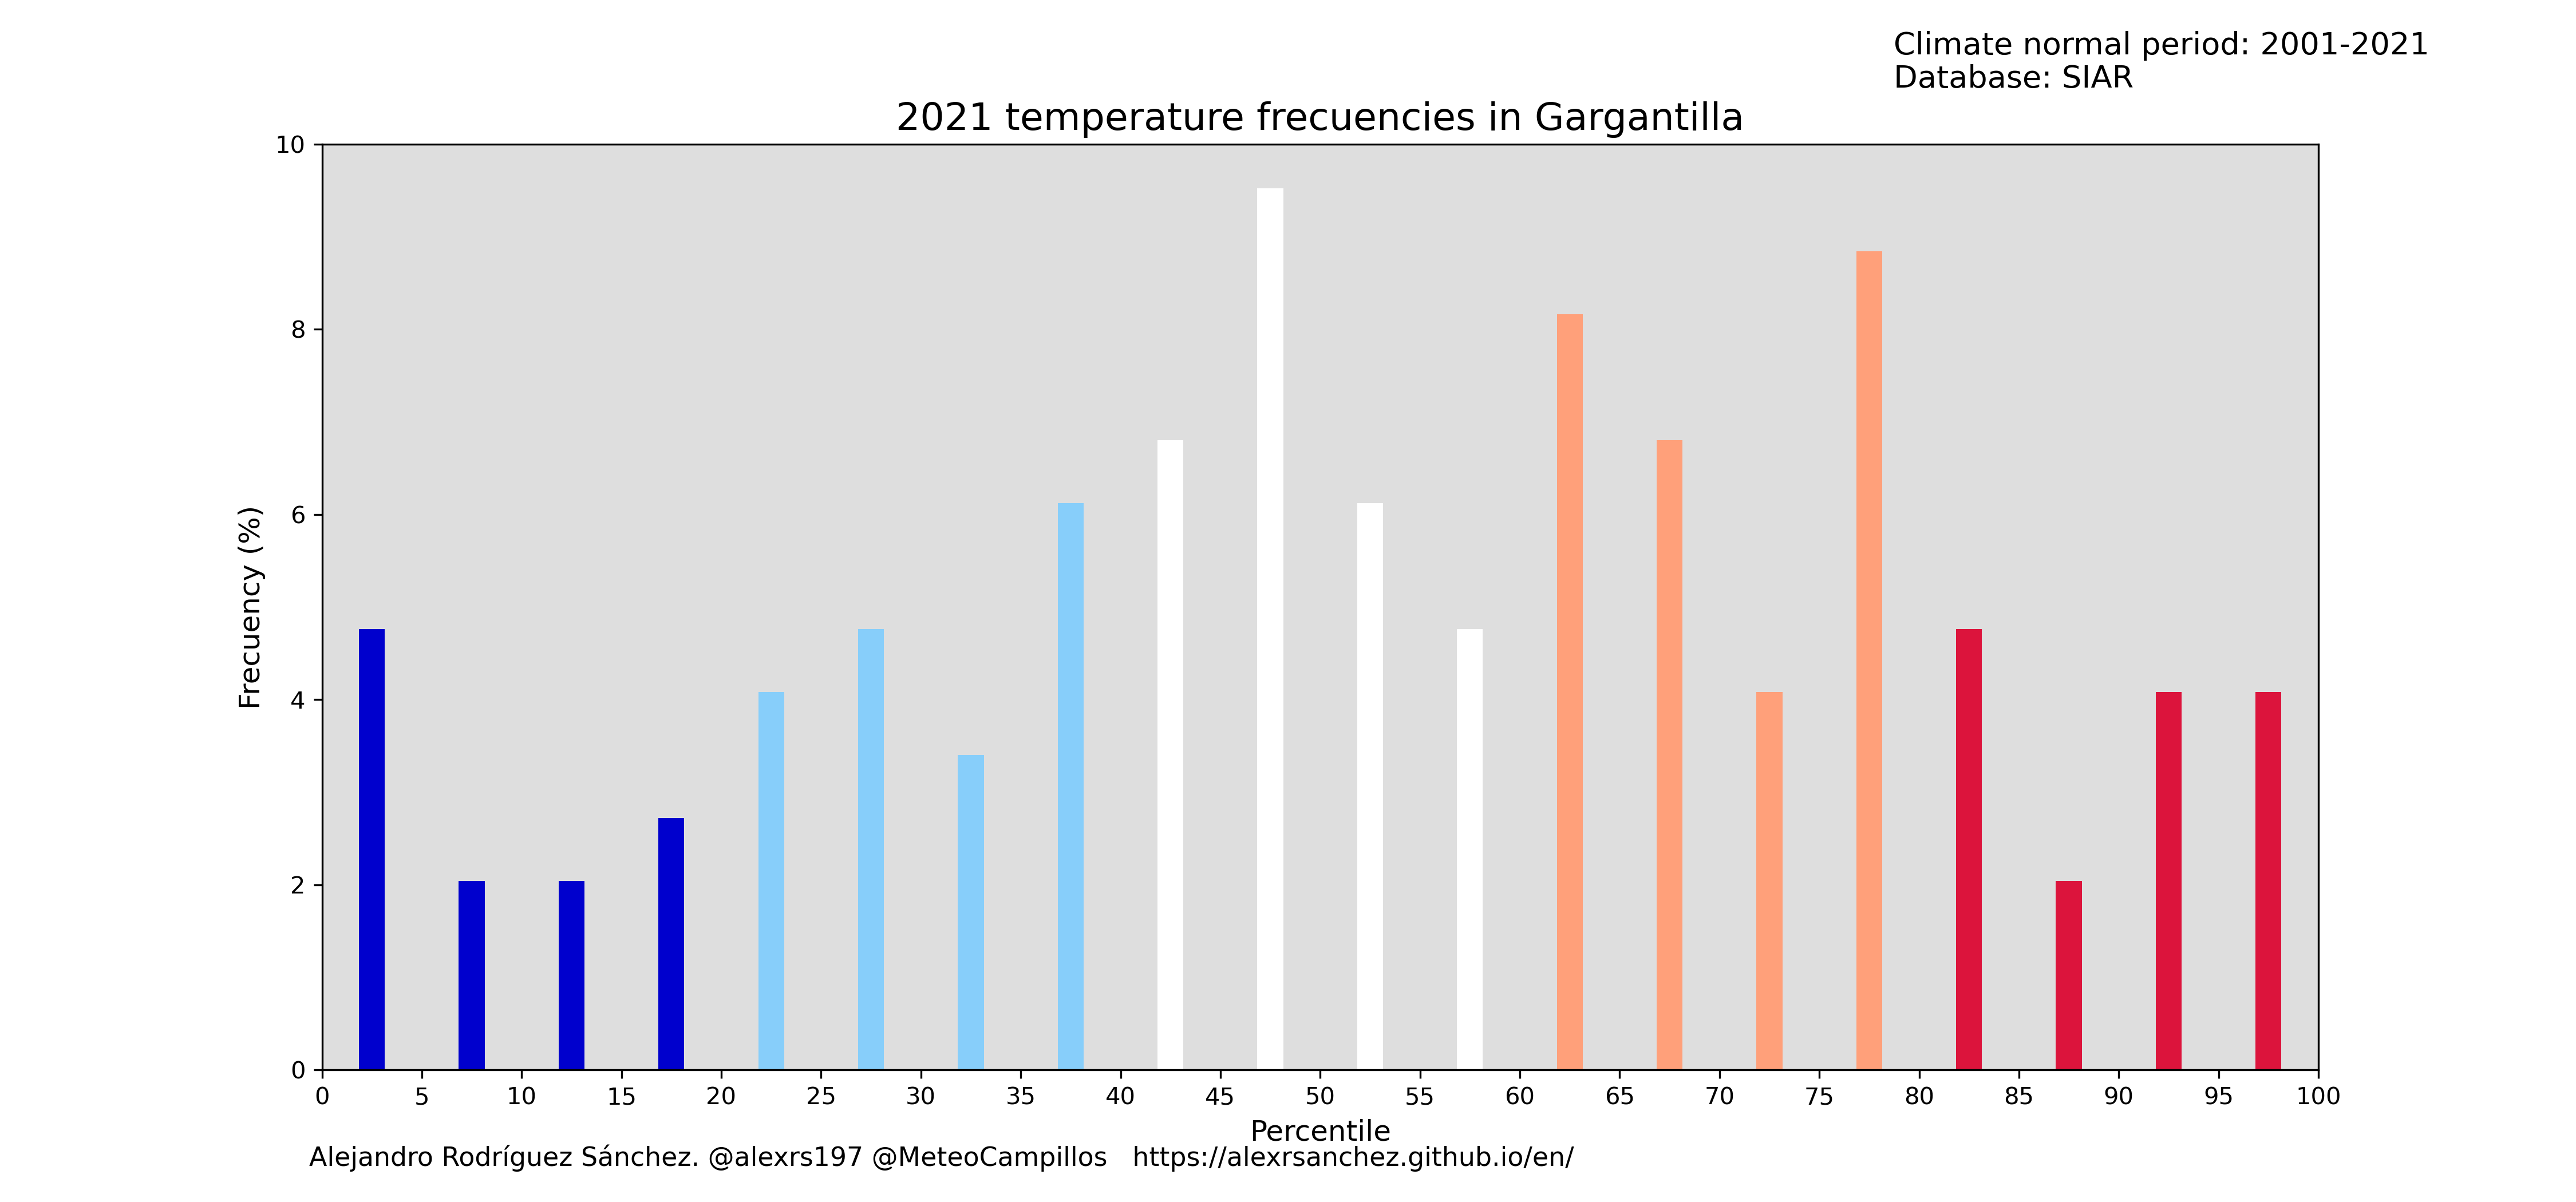 Climate normal period: 2001-2021
Database: SIAR
2021 temperature frecuencies in Gargantilla
10
8
6
4
2
0
Frecuency (%)
0 5 10 15 20 25 30 35 40 45 50 55 60 65 70 75 80 85 90 95 100
Percentile
Alejandro Rodríguez Sánchez. @alexrs197 @MeteoCampillos https://alexrsanchez.github.io/en/